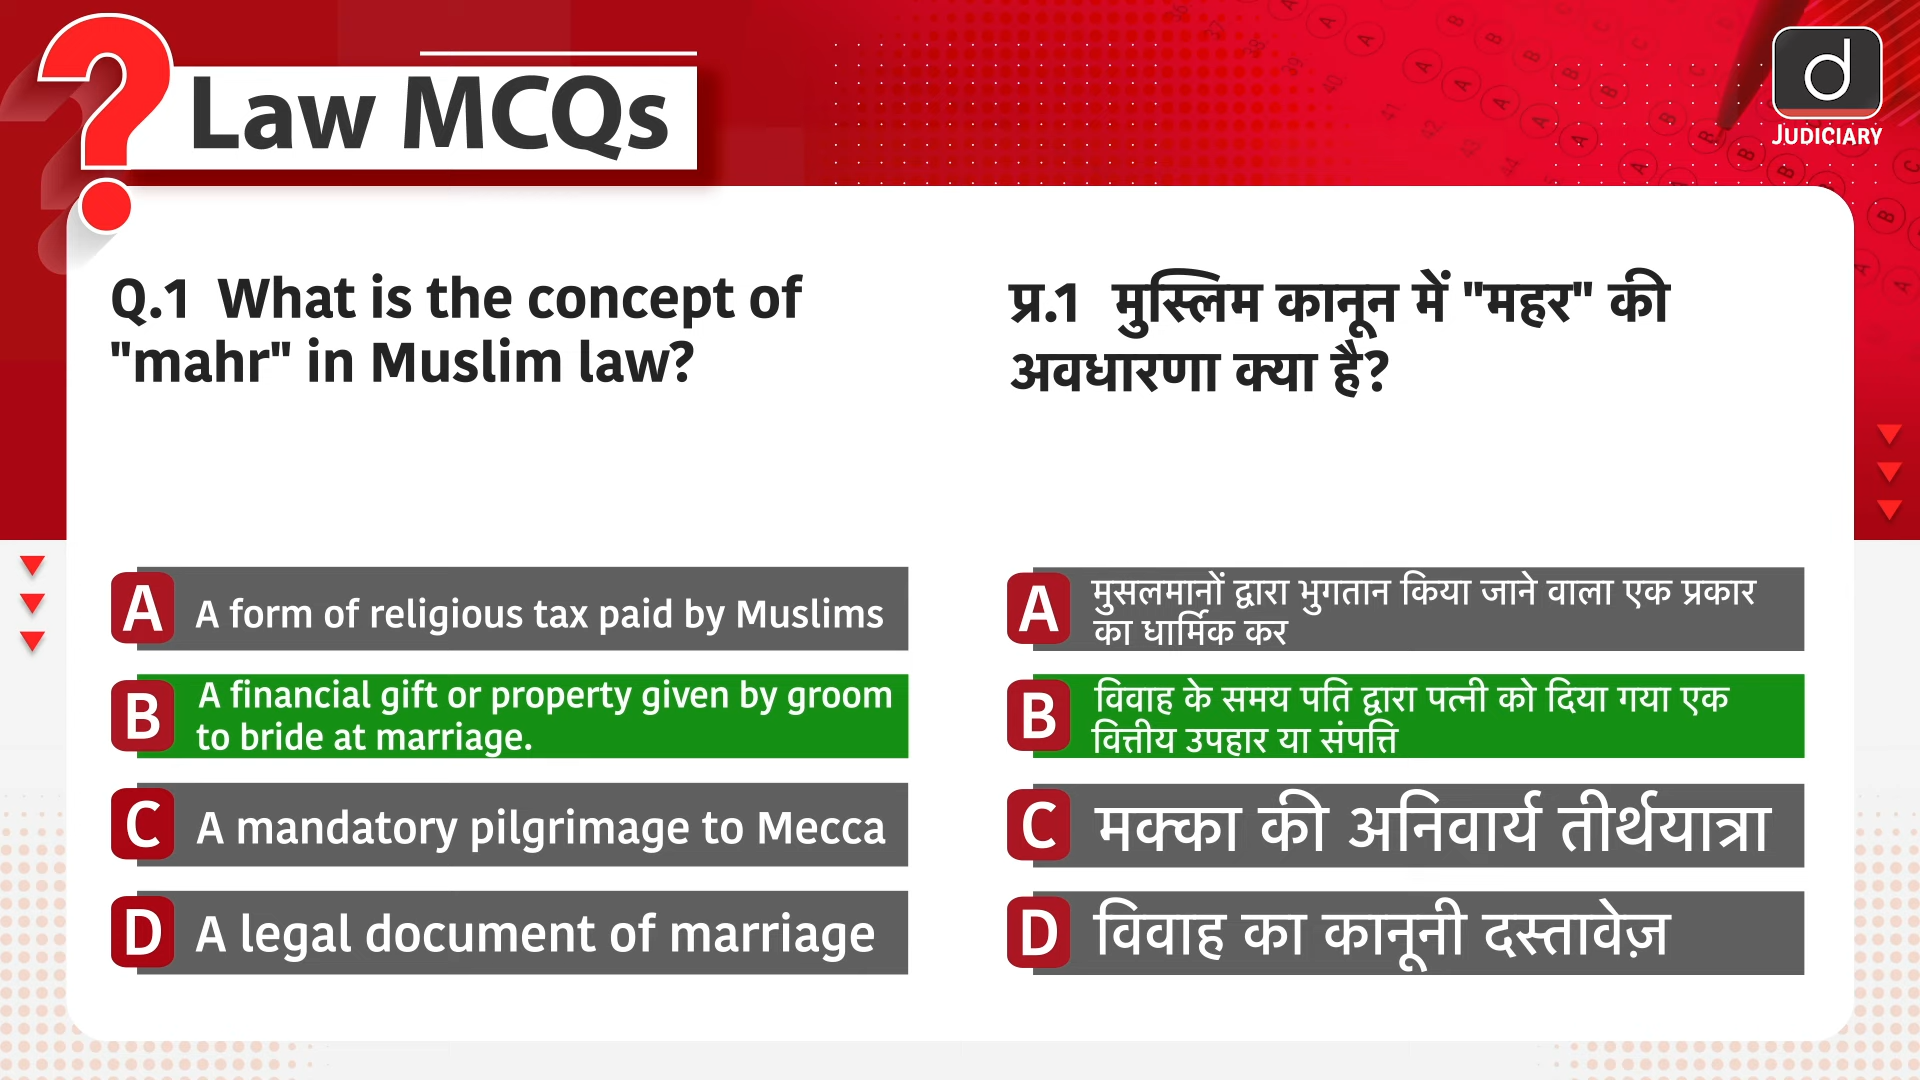 Law MCQs
d
JUDICIARY
Q.1 What is the concept of
"mahr" in Muslim law?
A A form of religious tax paid by Muslims
B A financial gift or property given by groom
to bride at marriage.
C A mandatory pilgrimage to Mecca
D A legal document of marriage
प्र.1 मुस्लिम कानून में "महर" की
अवधारणा क्या है?
A मुसलमानों द्वारा भुगतान किया जाने वाला एक प्रकार
का धार्मिक कर
B विवाह के समय पति द्वारा पत्नी को दिया गया एक
वित्तीय उपहार या संपत्ति
C मक्का की अनिवार्य तीर्थयात्रा
D विवाह का कानूनी दस्तावेज़